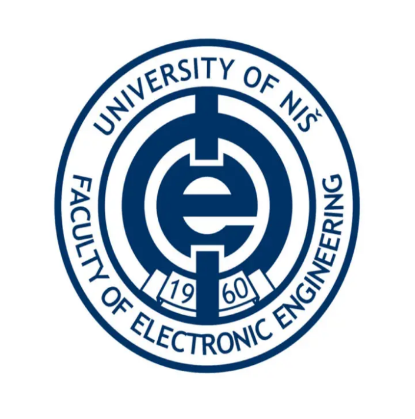 UNIVERSITY OF NIŠ
e
19 60
FACULTY OF ELECTRONIC ENGINEERING